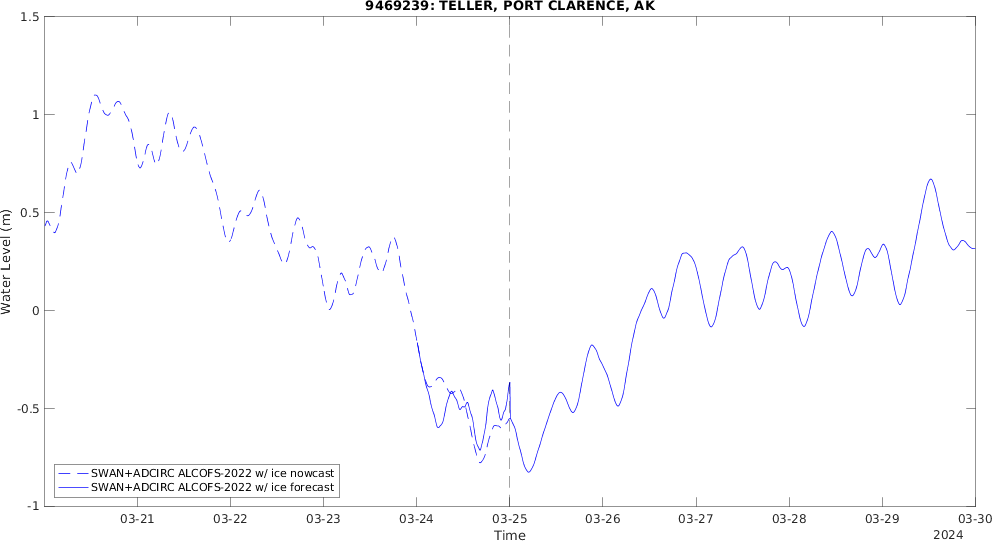 9469239: TELLER, PORT CLARENCE, AK
1.5
1
0.5
0
-0.5
-1
Water Level (m)
SWAN+ADCIRC ALCOFS-2022 w/ ice nowcast
SWAN+ADCIRC ALCOFS-2022 w/ ice forecast
03-21 03-22 03-23 03-24 03-25 03-26 03-27 03-28 03-29 03-30
Time
2024